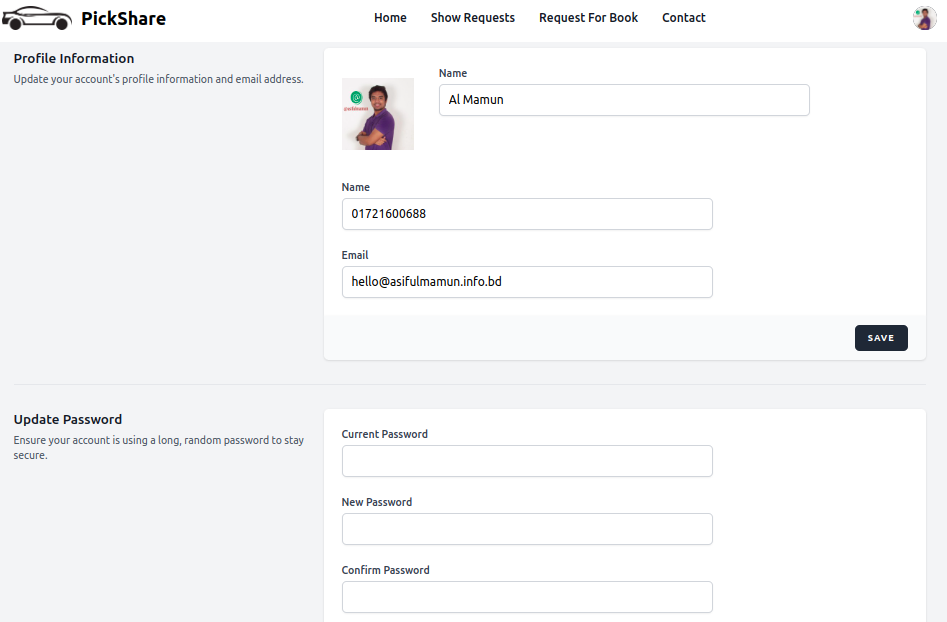 PickShare
Home
Show Requests
Request For Book
Contact
Profile Information
Update your account's profile information and email address.
Name
Al Mamun
Name
01721600688
Email
hello@asifulmamun.info.bd
SAVE
Update Password
Ensure your account is using a long, random password to stay
secure.
Current Password
New Password
Confirm Password